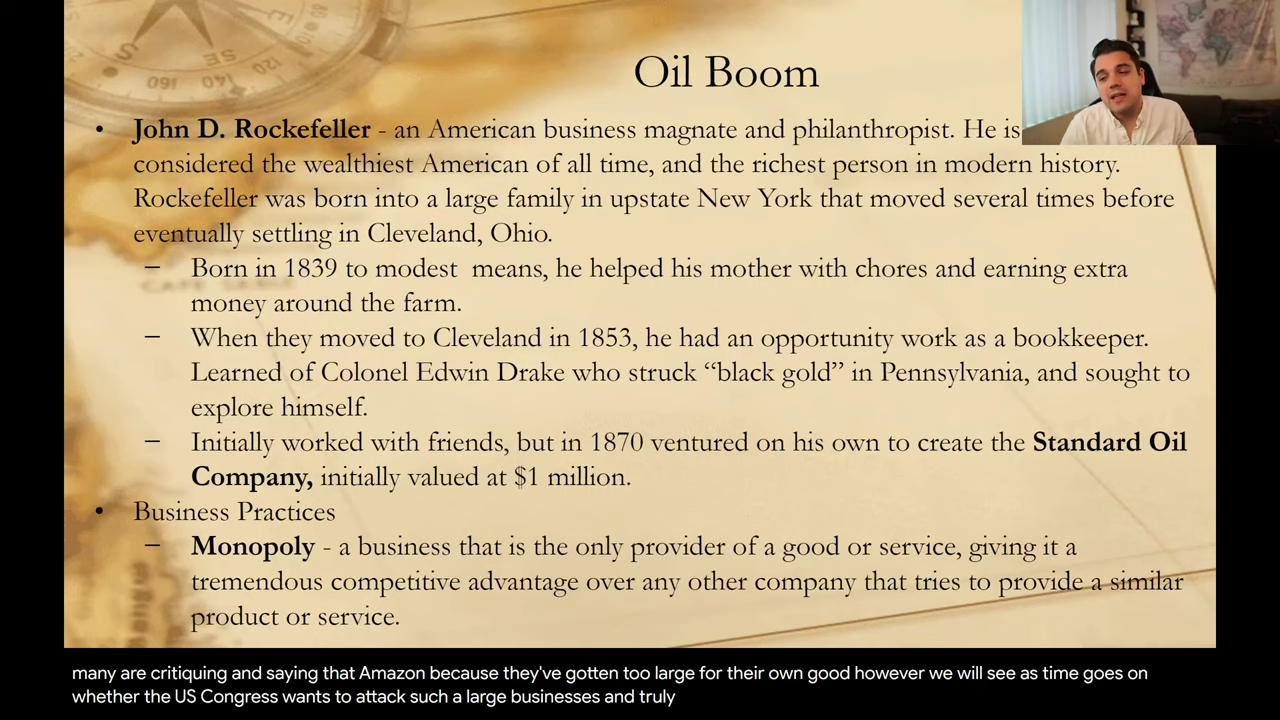 Oil Boom
• John D. Rockefeller - an American business magnate and philanthropist. He is
considered the wealthiest American of all time, and the richest person in modern history.
Rockefeller was born into a large family in upstate New York that moved several times before
eventually settling in Cleveland, Ohio.
– Born in 1839 to modest means, he helped his mother with chores and earning extra
money around the farm.
– When they moved to Cleveland in 1853, he had an opportunity work as a bookkeeper.
Learned of Colonel Edwin Drake who struck “black gold” in Pennsylvania, and sought to
explore himself.
– Initially worked with friends, but in 1870 ventured on his own to create the Standard Oil
Company, initially valued at $1 million.
• Business Practices
– Monopoly - a business that is the only provider of a good or service, giving it a
tremendous competitive advantage over any other company that tries to provide a similar
product or service.
many are critiquing and saying that Amazon because they've gotten too large for their own good however we will see as time goes on
whether the US Congress wants to attack such a large businesses and truly